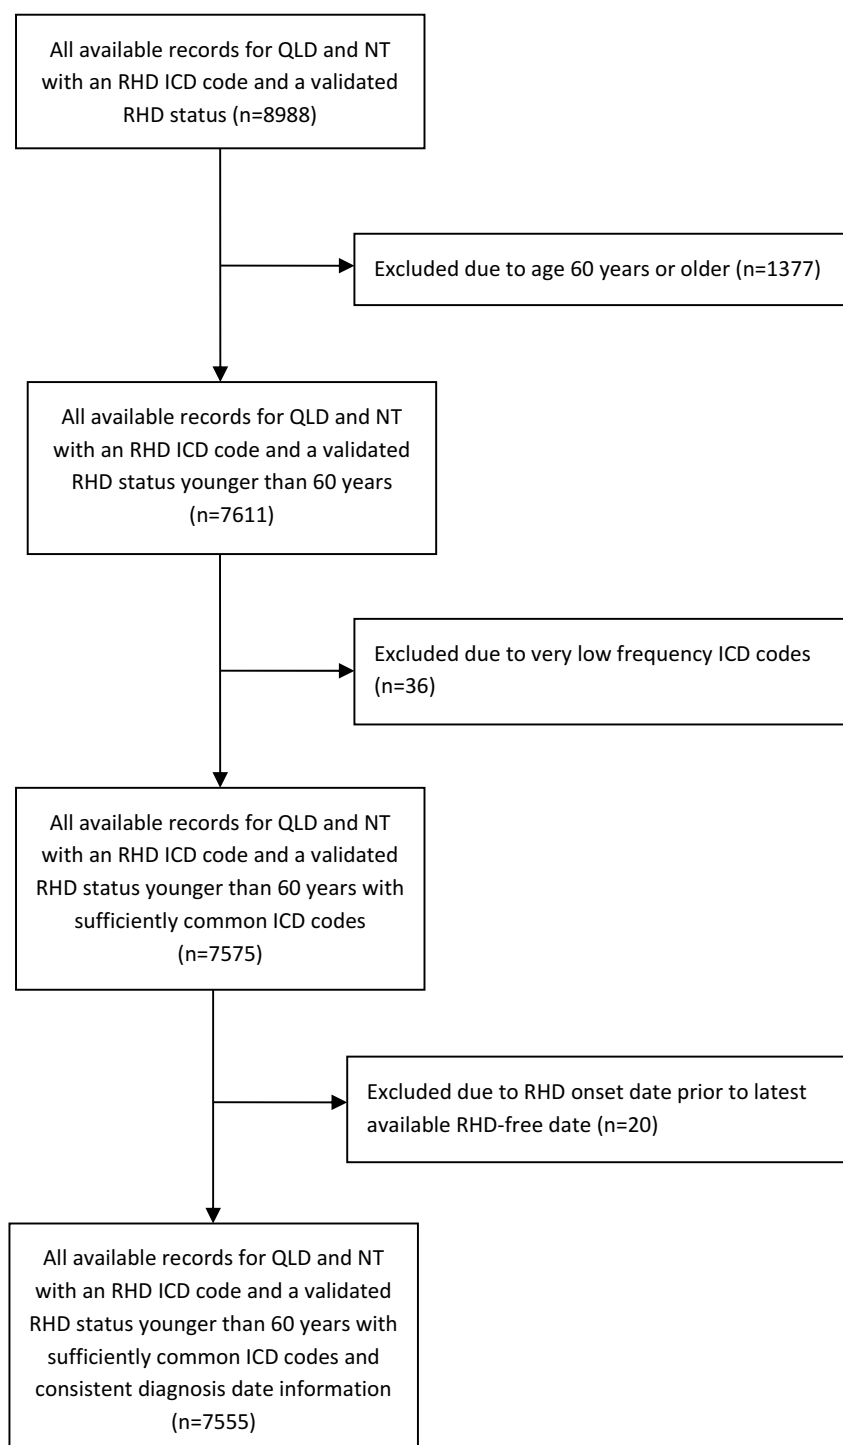 All available records for QLD and NT
with an RHD ICD code and a validated
RHD status (n=8988)
Excluded due to age 60 years or older (n=1377)
All available records for QLD and NT
with an RHD ICD code and a validated
RHD status younger than 60 years
(n=7611)
Excluded due to very low frequency ICD codes
(n=36)
All available records for QLD and NT
with an RHD ICD code and a validated
RHD status younger than 60 years with
sufficiently common ICD codes
(n=7575)
Excluded due to RHD onset date prior to latest
available RHD-free date (n=20)
All available records for QLD and NT
with an RHD ICD code and a validated
RHD status younger than 60 years with
sufficiently common ICD codes and
consistent diagnosis date information
(n=7555)